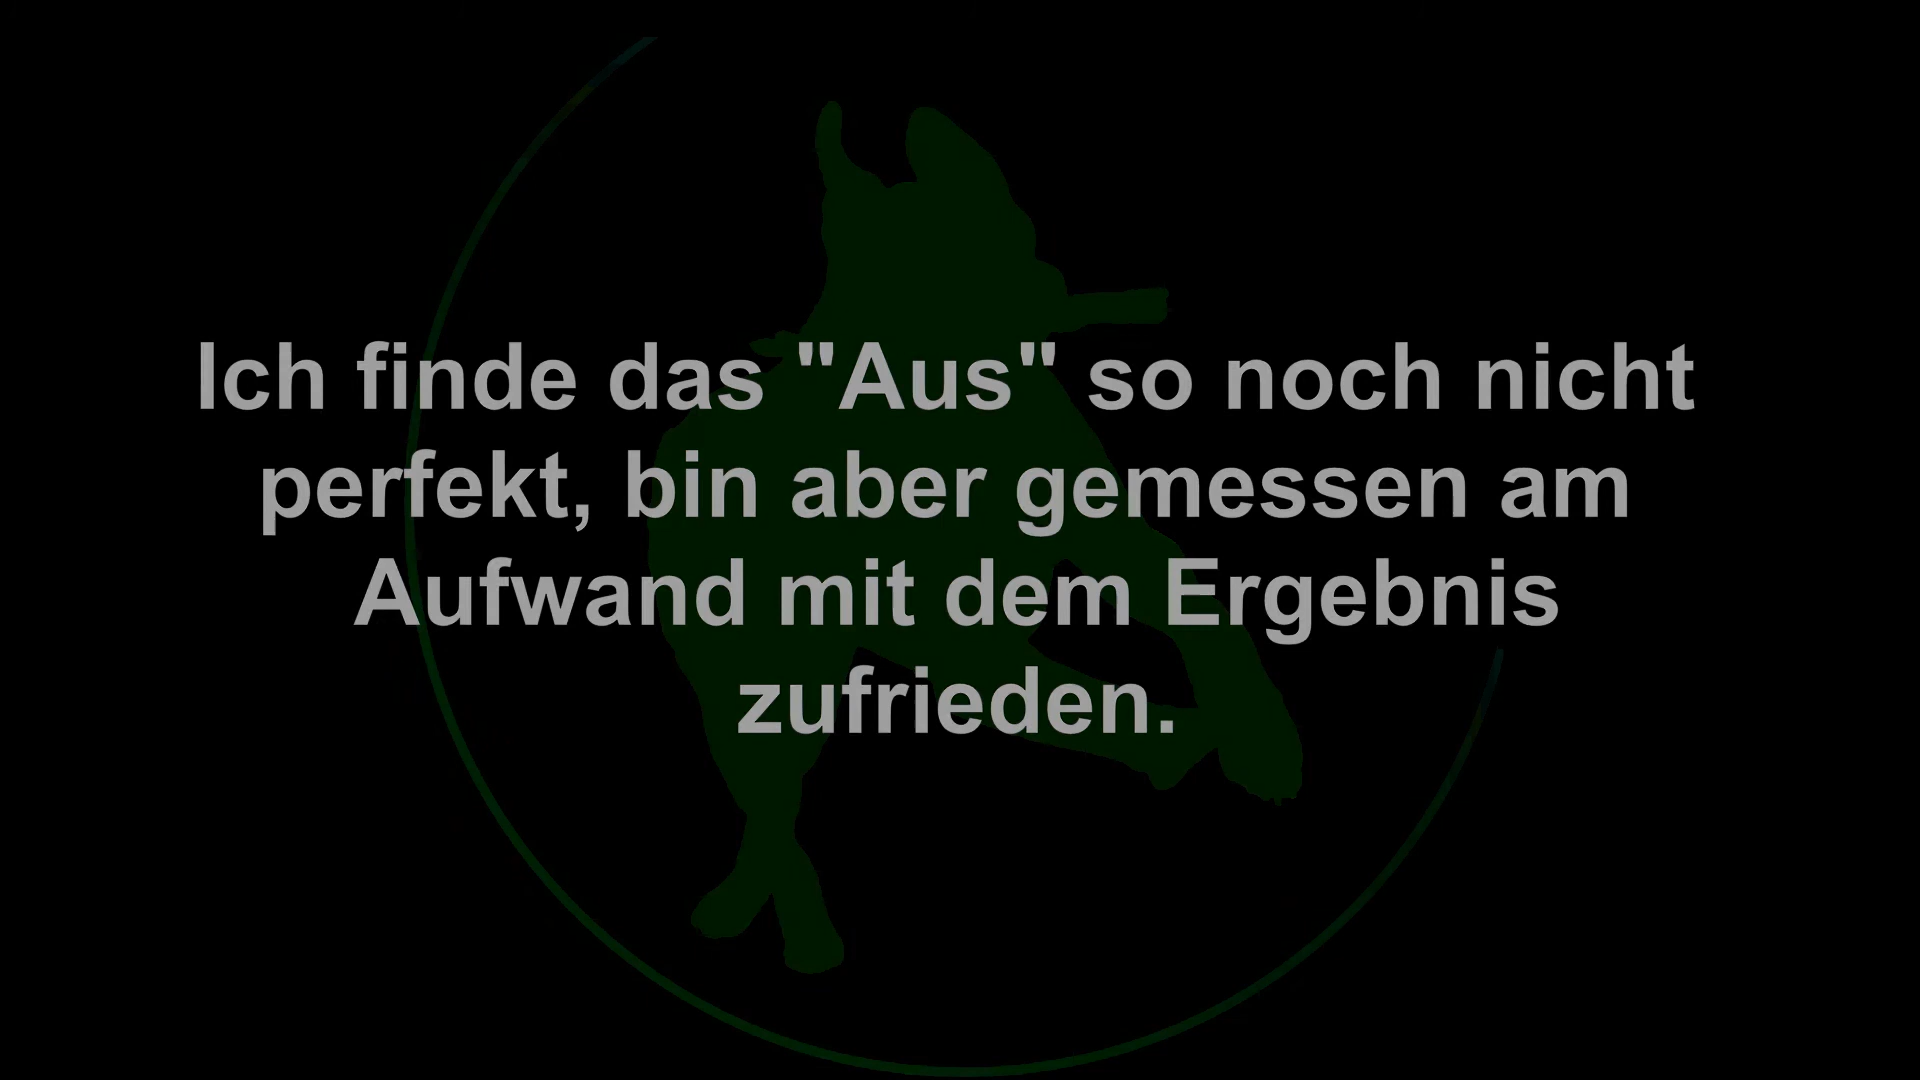 Ich finde das "Aus" so noch nicht
perfekt, bin aber gemessen am
Aufwand mit dem Ergebnis
zufrieden.